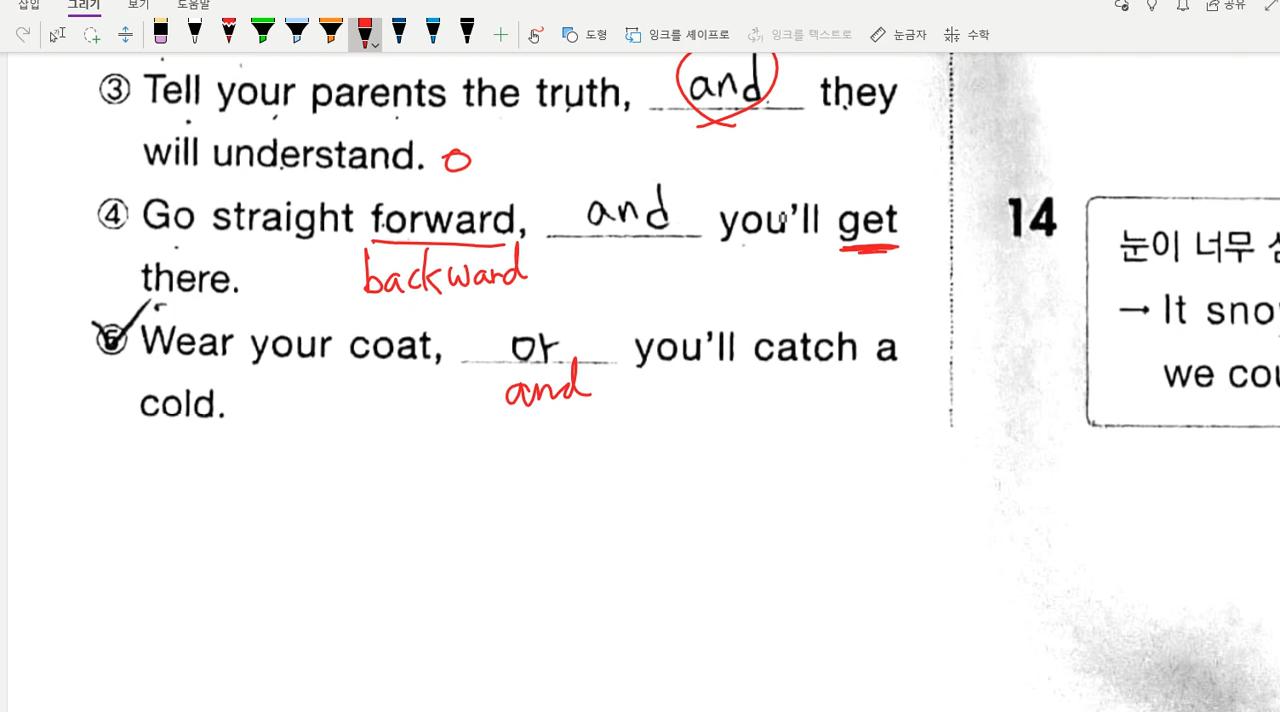 삽입 그리기 보기 도움말 공유
도형 잉크를 셰이프로 잉크를 텍스트로 눈금자 수학
③ Tell your parents the truth, and they
will understand.
④ Go straight forward, and you'll get
backward
there.
⑤ Wear your coat, or you'll catch a
and
cold.
14
눈이 너무
→ It sno
we cou